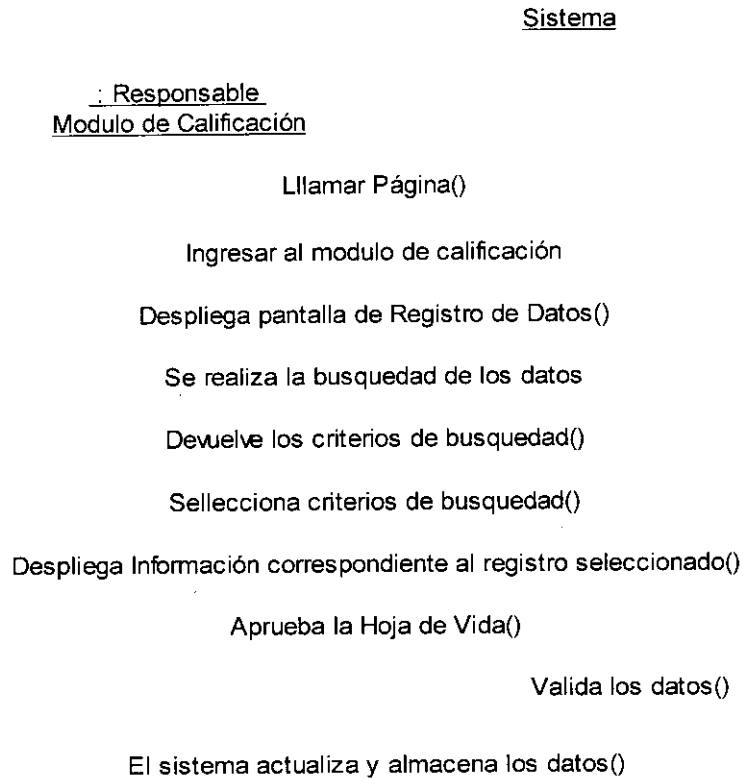 Sistema
: Responsable
Modulo de Calificación
Lllamar Página()
Ingresar al modulo de calificación
Despliega pantalla de Registro de Datos()
Se realiza la busquedad de los datos
Devuelve los criterios de busquedad()
Sellecciona criterios de busquedad()
Despliega Información correspondiente al registro seleccionado()
Aprueba la Hoja de Vida()
Valida los datos()
El sistema actualiza y almacena los datos()